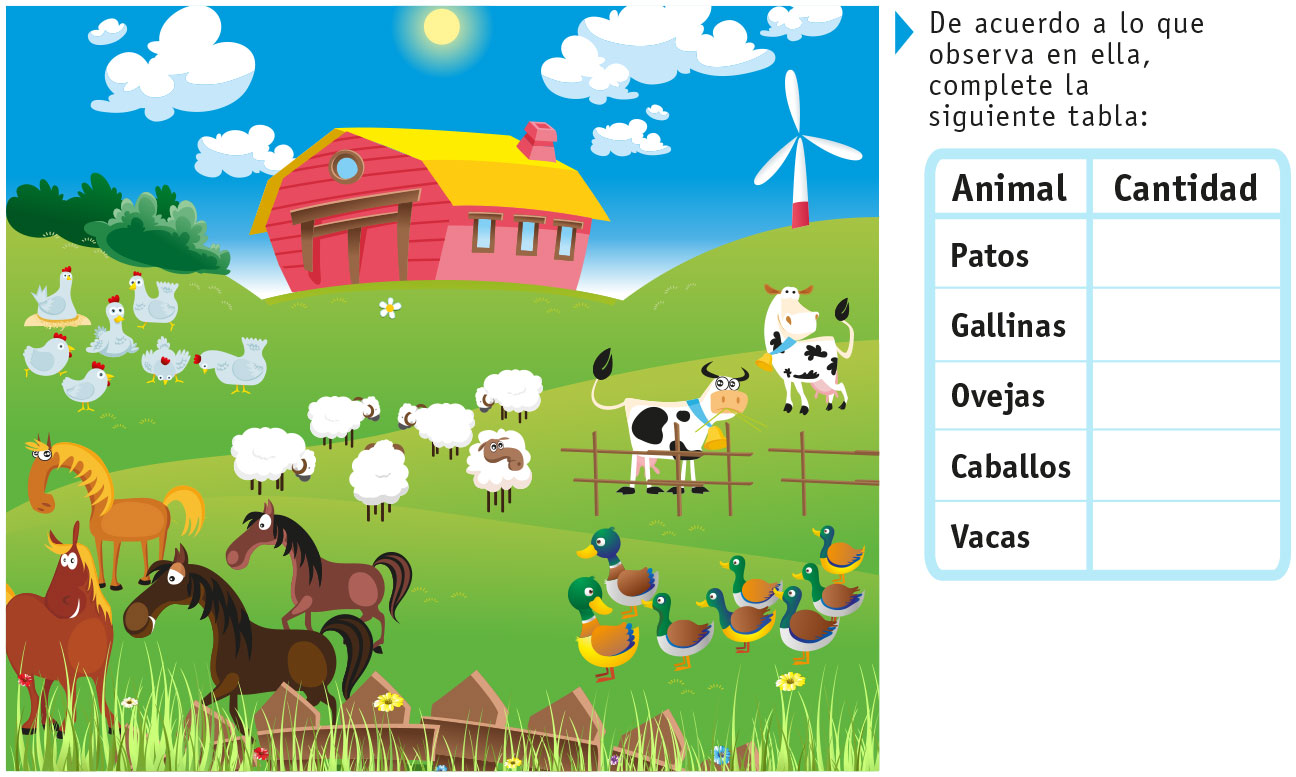 De acuerdo a lo que
observa en ella,
complete la
siguiente tabla:
Animal Cantidad
Patos
Gallinas
Ovejas
Caballos
Vacas